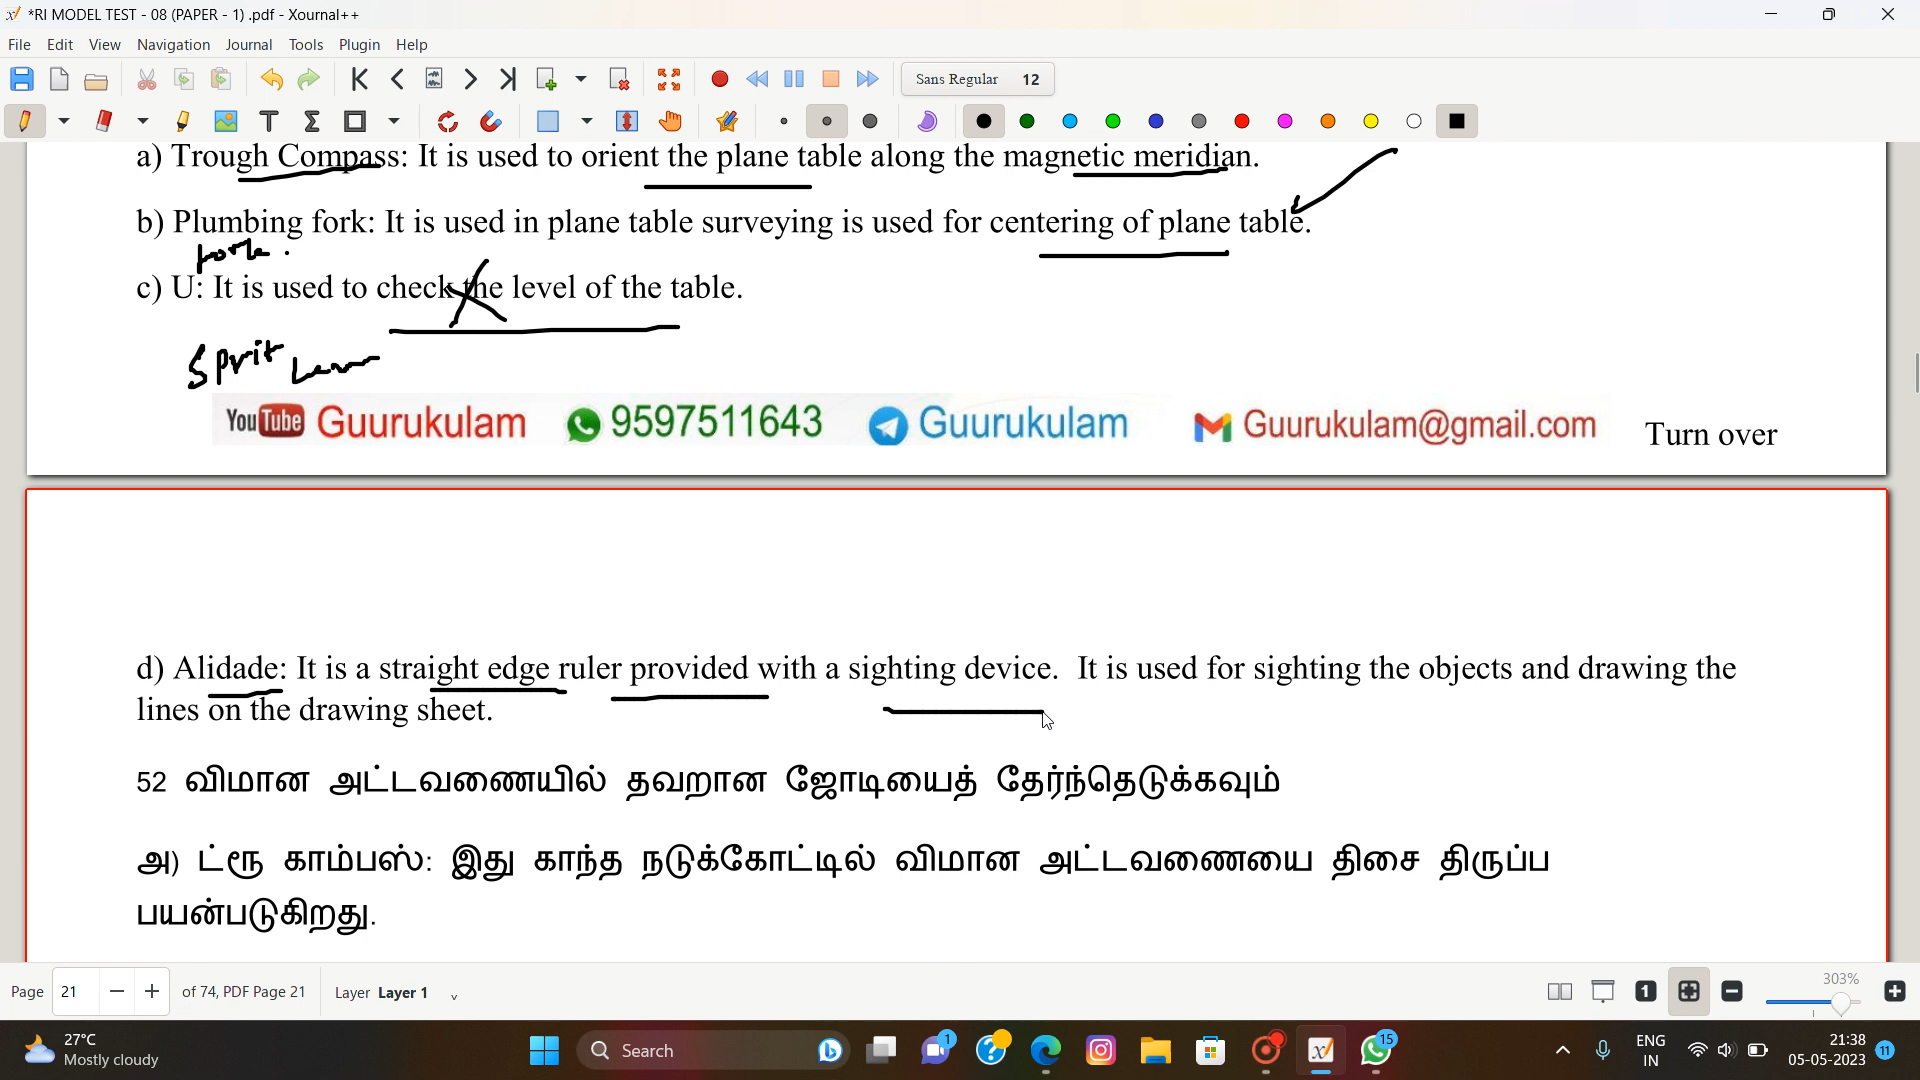 *RI MODEL TEST - 08 (PAPER - 1) .pdf - Xournal++
File Edit View Navigation Journal Tools Plugin Help
Sans Regular 12
a) Trough Compass: It is used to orient the plane table along the magnetic meridian.
b) Plumbing fork: It is used in plane table surveying is used for centering of plane table.
c) U: It is used to check the level of the table.
Sprit
YouTube Guurukulam 9597511643 Guurukulam Guurukulam@gmail.com Turn over
d) Alidade: It is a straight edge ruler provided with a sighting device. It is used for sighting the objects and drawing the
lines on the drawing sheet.
52 விமான அட்டவணையில் தவறான ஜோடியைத் தேர்ந்தெடுக்கவும்
அ) ட்ரூ காம்பஸ்: இது காந்த நடுக்கோட்டில் விமான அட்டவணையை திசை திருப்ப
பயன்படுகிறது.
Page 21 of 74, PDF Page 21 Layer Layer 1 303%
27°C
Mostly cloudy
Search
1
15
ENG
IN
21:38
05-05-2023
11